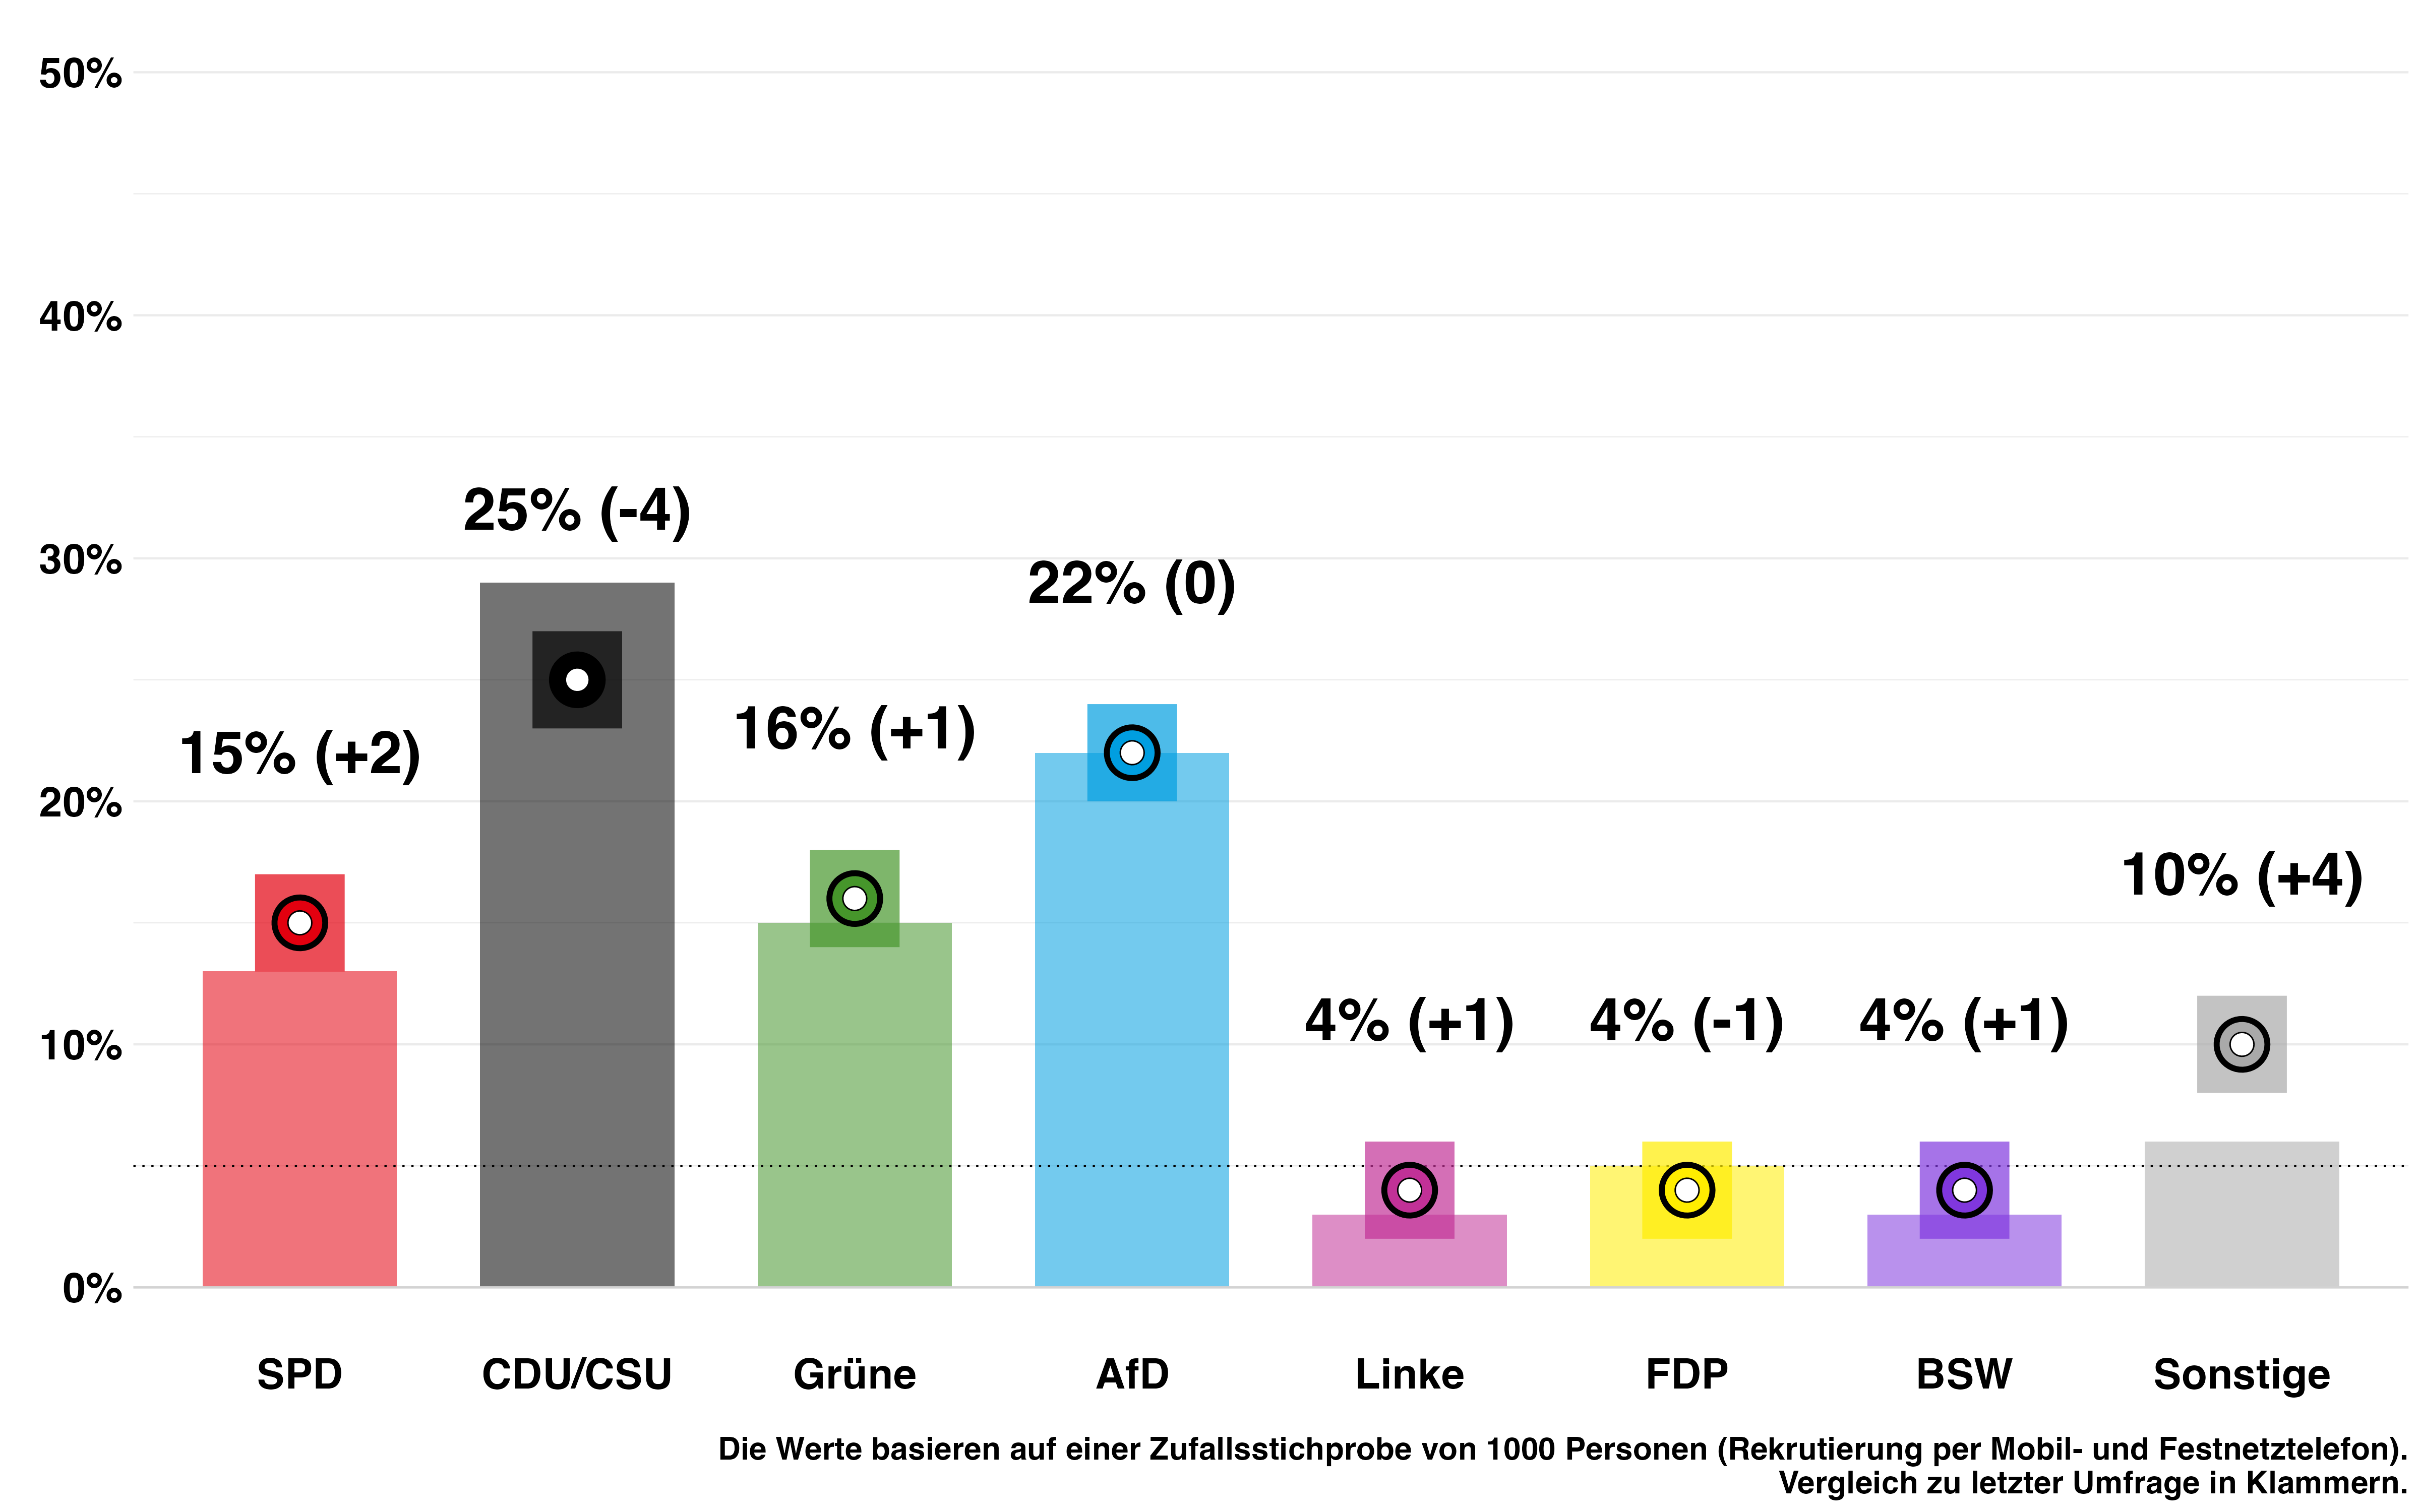 50%
40%
30%
20%
10%
0%
15% (+2)
25% (-4)
16% (+1)
22% (0)
4% (+1)
4% (-1)
4% (+1)
10% (+4)
SPD
CDU/CSU
Grüne
AfD
Linke
FDP
BSW
Sonstige
Die Werte basieren auf einer Zufallsstichprobe von 1000 Personen (Rekrutierung per Mobil- und Festnetztelefon).
Vergleich zu letzter Umfrage in Klammern.